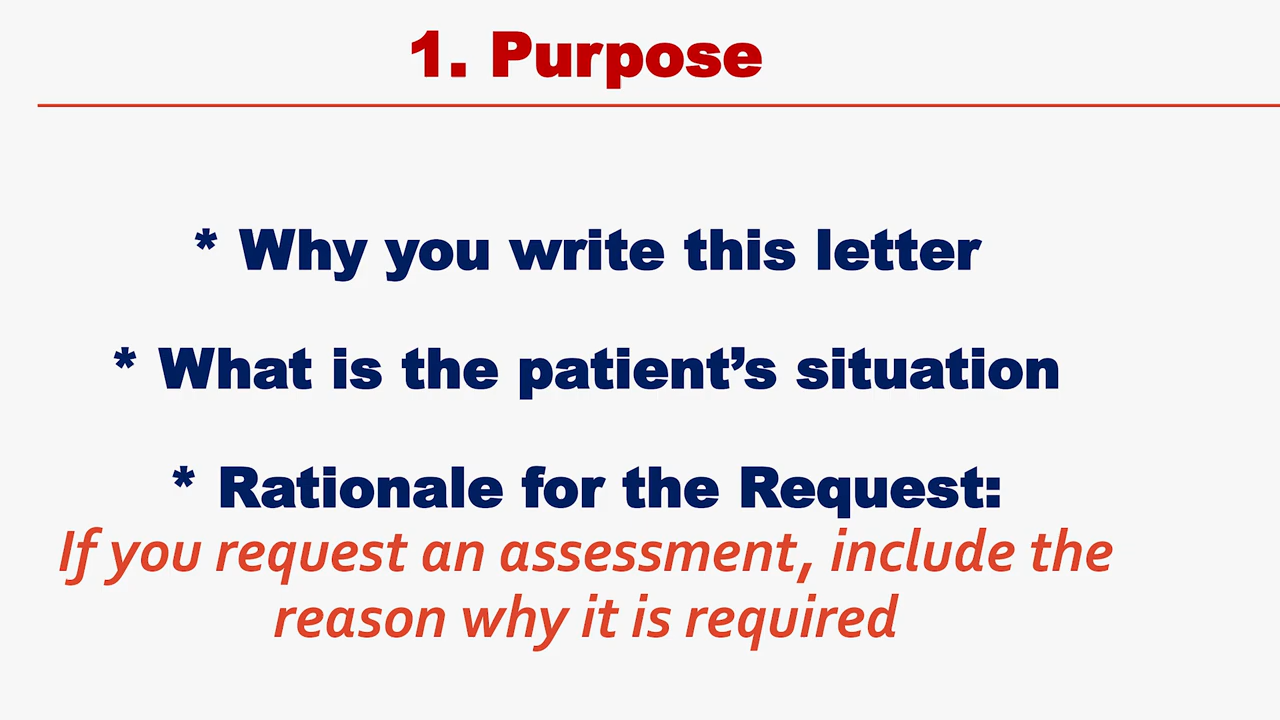 1. Purpose
* Why you write this letter
* What is the patient’s situation
* Rationale for the Request:
If you request an assessment, include the
reason why it is required